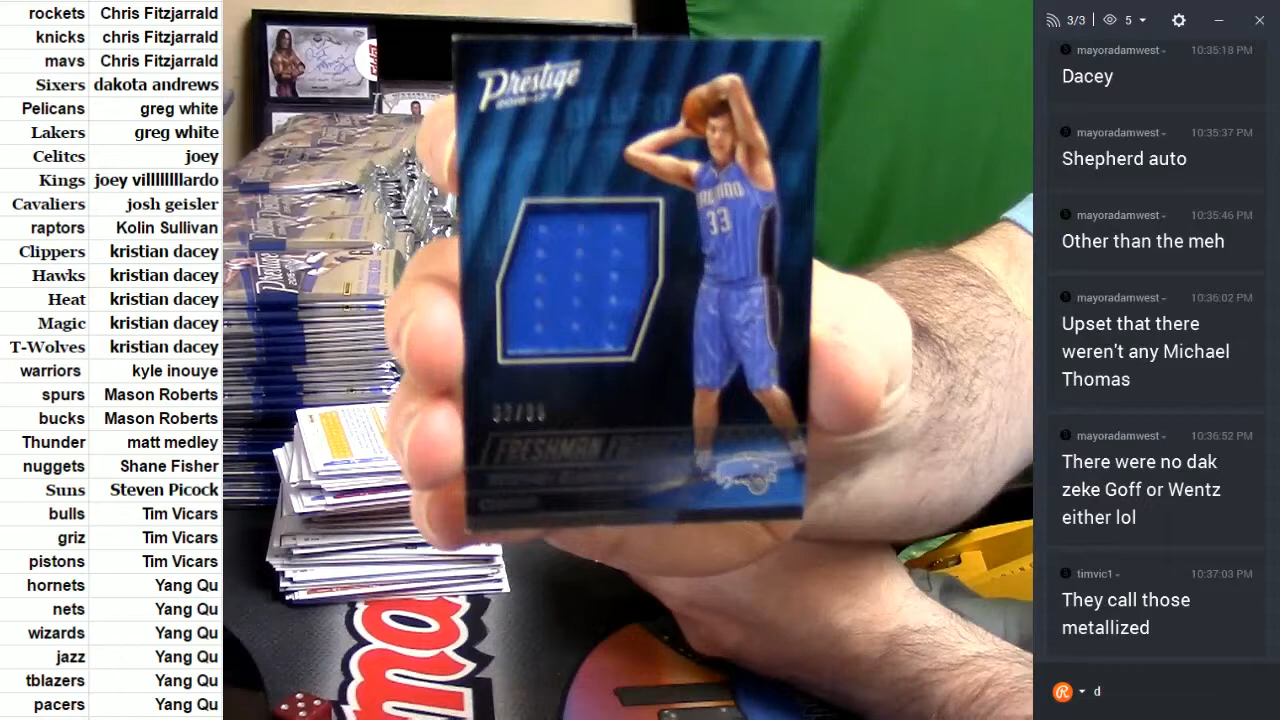 rockets Chris Fitzjarrald
knicks chris Fitzjarrald
mavs Chris Fitzjarrald
Sixers dakota andrews
Pelicans greg white
Lakers greg white
Celitcs joey
Kings joey villllllllardo
Cavaliers josh geisler
raptors Kolin Sullivan
Clippers kristian dacey
Hawks kristian dacey
Heat kristian dacey
Magic kristian dacey
T-Wolves kristian dacey
warriors kyle inouye
spurs Mason Roberts
bucks Mason Roberts
Thunder matt medley
nuggets Shane Fisher
Suns Steven Picock
bulls Tim Vicars
griz Tim Vicars
pistons Tim Vicars
hornets Yang Qu
nets Yang Qu
wizards Yang Qu
jazz Yang Qu
tblazers Yang Qu
pacers Yang Qu
Prestige
2016-17
33
FRESHMAN
Prestige
3/3 5
mayoradamwest 10:35:18 PM
Dacey
mayoradamwest 10:35:37 PM
Shepherd auto
mayoradamwest 10:35:46 PM
Other than the meh
mayoradamwest 10:36:02 PM
Upset that there
weren't any Michael
Thomas
mayoradamwest 10:36:52 PM
There were no dak
zeke Goff or Wentz
either lol
timvic1 10:37:03 PM
They call those
metallized
d